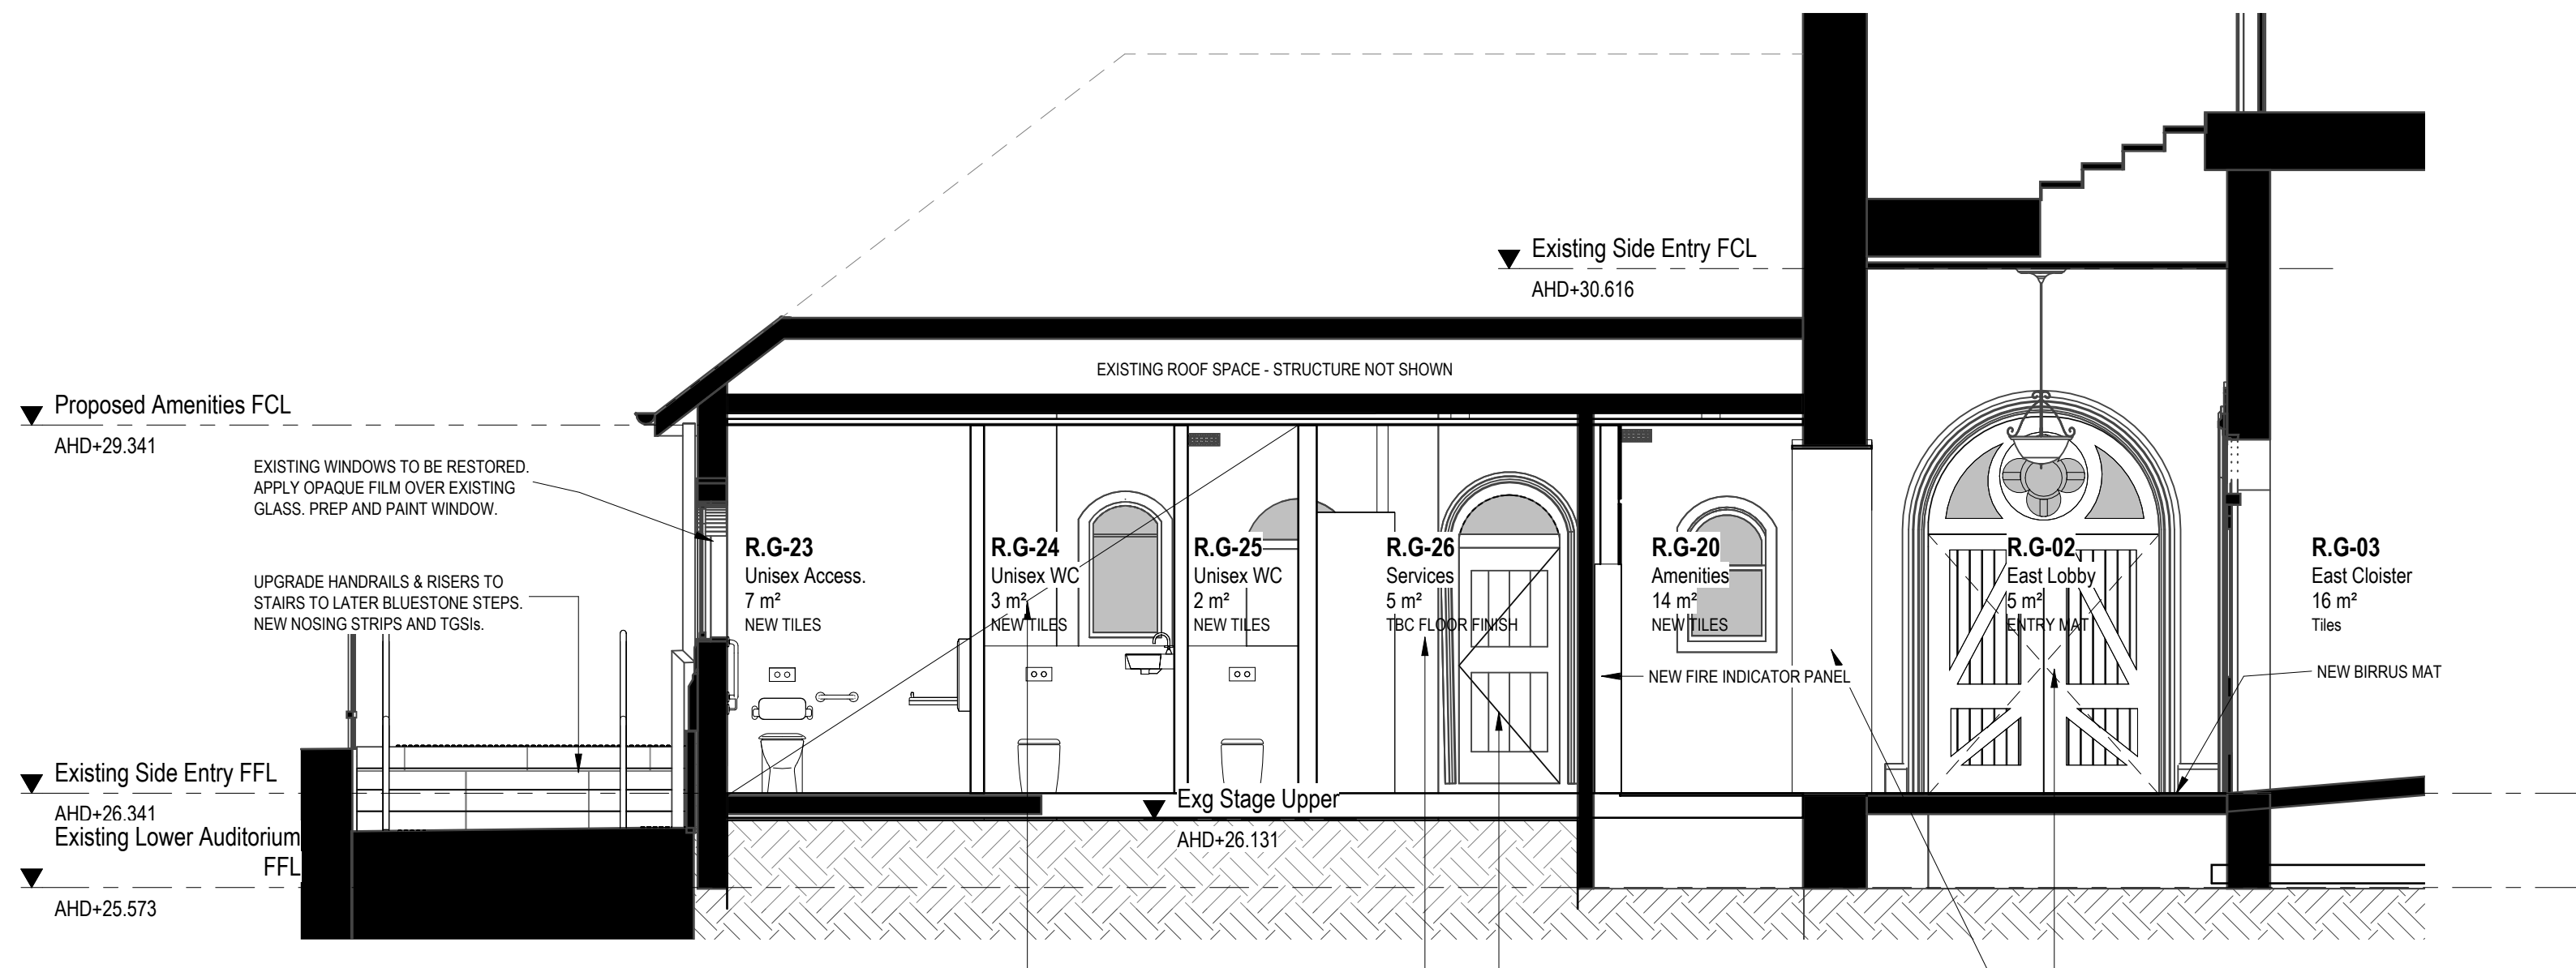 Existing Side Entry FCL
AHD+30.616
EXISTING ROOF SPACE - STRUCTURE NOT SHOWN
Proposed Amenities FCL
AHD+29.341
EXISTING WINDOWS TO BE RESTORED.
APPLY OPAQUE FILM OVER EXISTING
GLASS. PREP AND PAINT WINDOW.
UPGRADE HANDRAILS & RISERS TO
STAIRS TO LATER BLUESTONE STEPS.
NEW NOSING STRIPS AND TGSIs.
R.G-23
Unisex Access.
7 m²
NEW TILES
R.G-24
Unisex WC
3 m²
NEW TILES
R.G-25
Unisex WC
2 m²
NEW TILES
R.G-26
Services
5 m²
TBC FLOOR FINISH
R.G-20
Amenities
14 m²
NEW TILES
R.G-02
East Lobby
5 m²
ENTRY MAT
R.G-03
East Cloister
16 m²
Tiles
NEW FIRE INDICATOR PANEL
NEW BIRRUS MAT
Existing Side Entry FFL
AHD+26.341
Exg Stage Upper
AHD+26.131
Existing Lower Auditorium
FFL
AHD+25.573